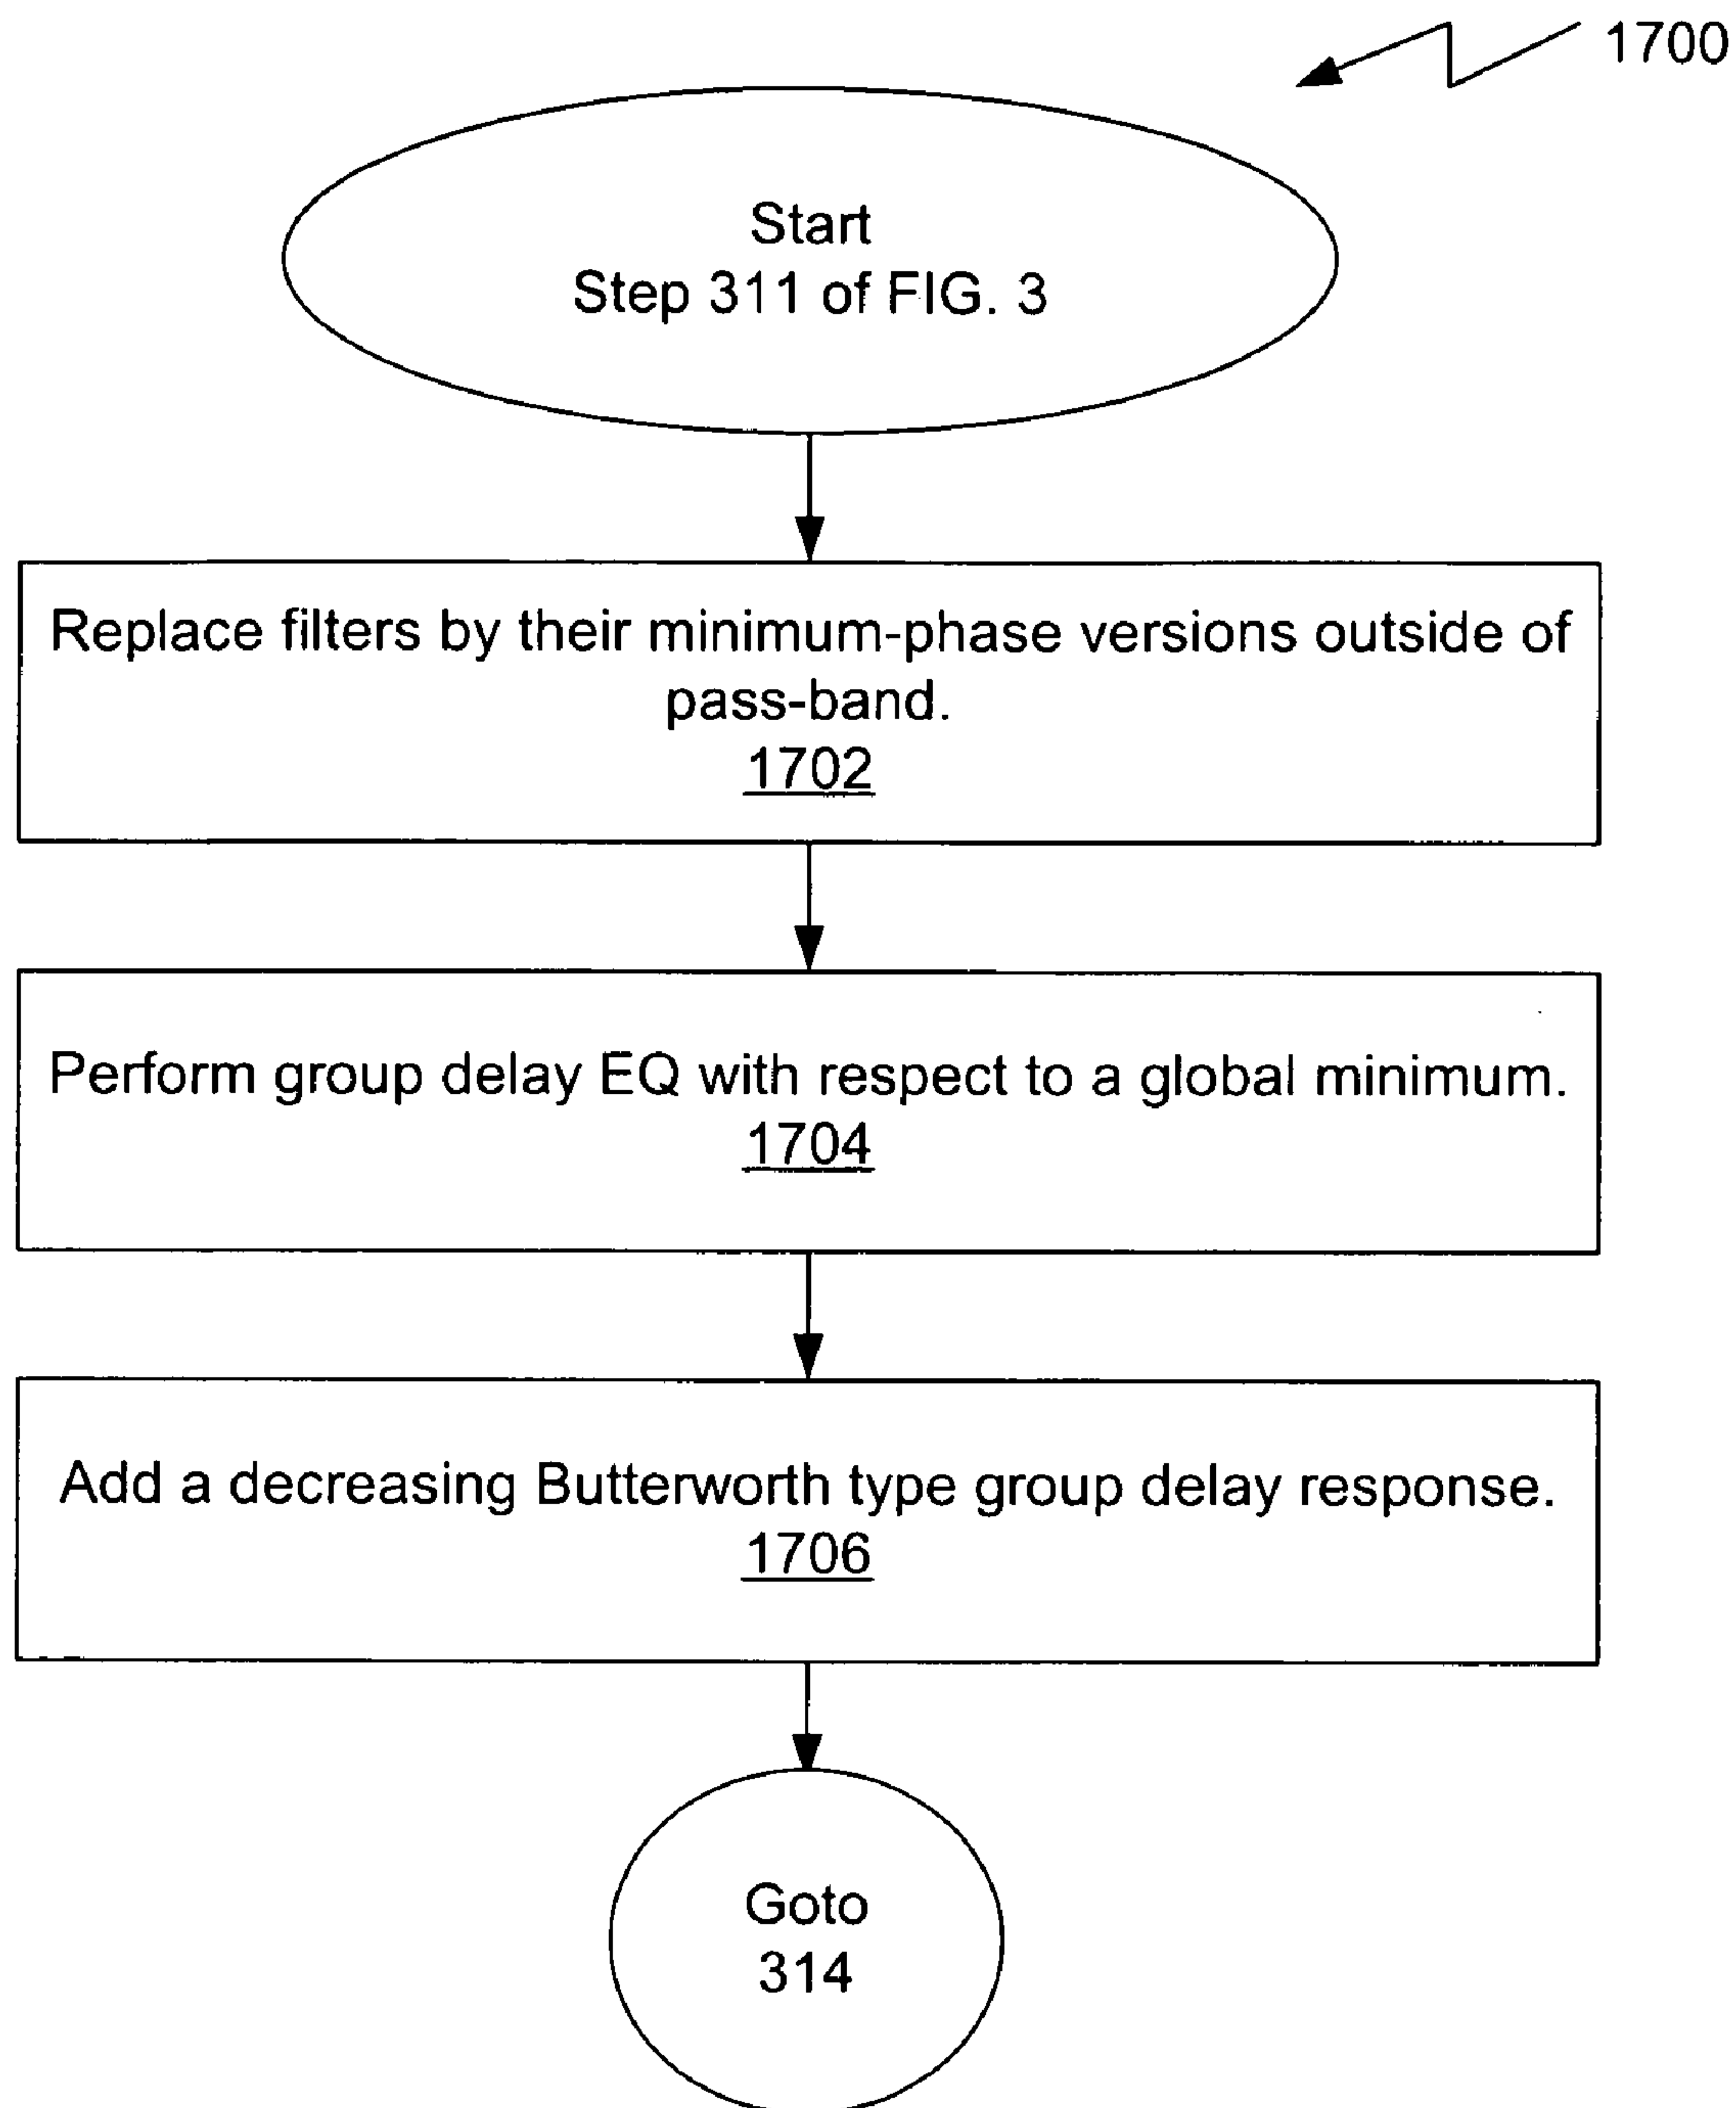 1700
Start
Step 311 of FIG. 3
Replace filters by their minimum-phase versions outside of
pass-band.
1702
Perform group delay EQ with respect to a global minimum.
1704
Add a decreasing Butterworth type group delay response.
1706
Goto
314